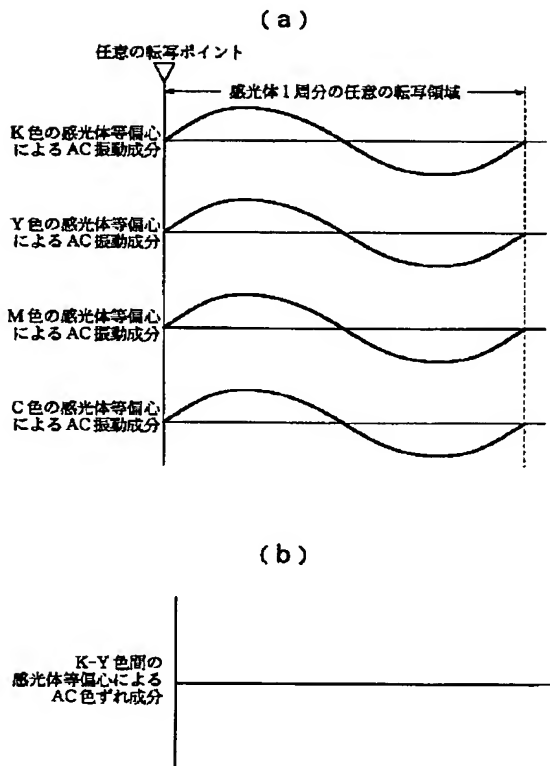 (a)
任意の転写ポイント
感光体1周分の任意の転写領域
K色の感光体等偏心
によるAC振動成分
Y色の感光体等偏心
によるAC振動成分
M色の感光体等偏心
によるAC振動成分
C色の感光体等偏心
によるAC振動成分
(b)
K-Y色間の
感光体等偏心による
AC色ずれ成分